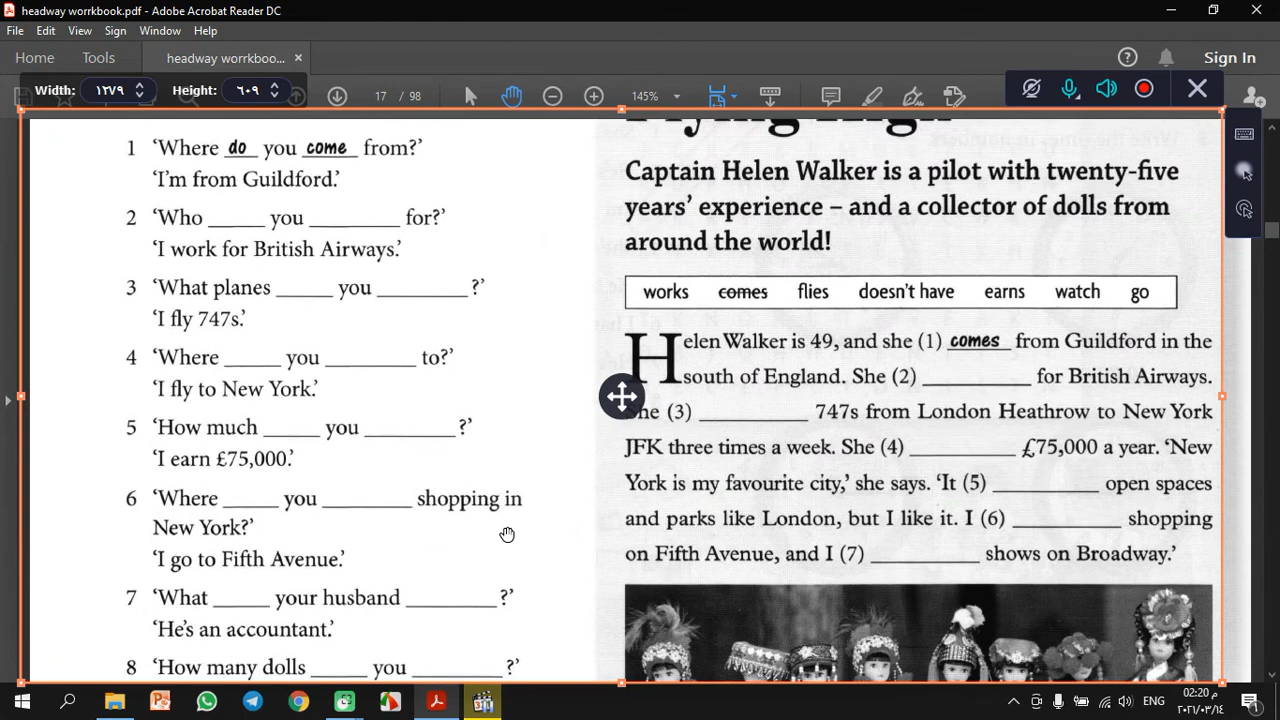 headway worrkbook.pdf - Adobe Acrobat Reader DC
File Edit View Sign Window Help
Home Tools headway worrkboo... Sign In
Width: ١٢٧٩ Height: ٦٠٩ 17 / 98 145%
1 ‘Where do you come from?’
‘I’m from Guildford.’
2 ‘Who _____ you ________ for?’
‘I work for British Airways.’
3 ‘What planes _____ you ________ ?’
‘I fly 747s.’
4 ‘Where _____ you ________ to?’
‘I fly to New York.’
5 ‘How much _____ you ________ ?’
‘I earn £75,000.’
6 ‘Where _____ you ________ shopping in
New York?’
‘I go to Fifth Avenue.’
7 ‘What _____ your husband ________ ?’
‘He’s an accountant.’
8 ‘How many dolls _____ you ________ ?’
Flying High
Captain Helen Walker is a pilot with twenty-five
years’ experience – and a collector of dolls from
around the world!
works comes flies doesn’t have earns watch go
Helen Walker is 49, and she (1) comes from Guildford in the
south of England. She (2) __________ for British Airways.
She (3) __________ 747s from London Heathrow to New York
JFK three times a week. She (4) __________ £75,000 a year. ‘New
York is my favourite city,’ she says. ‘It (5) __________ open spaces
and parks like London, but I like it. I (6) __________ shopping
on Fifth Avenue, and I (7) __________ shows on Broadway.’
ENG 02:20 م
٢٠٢١/٠٣/١٤